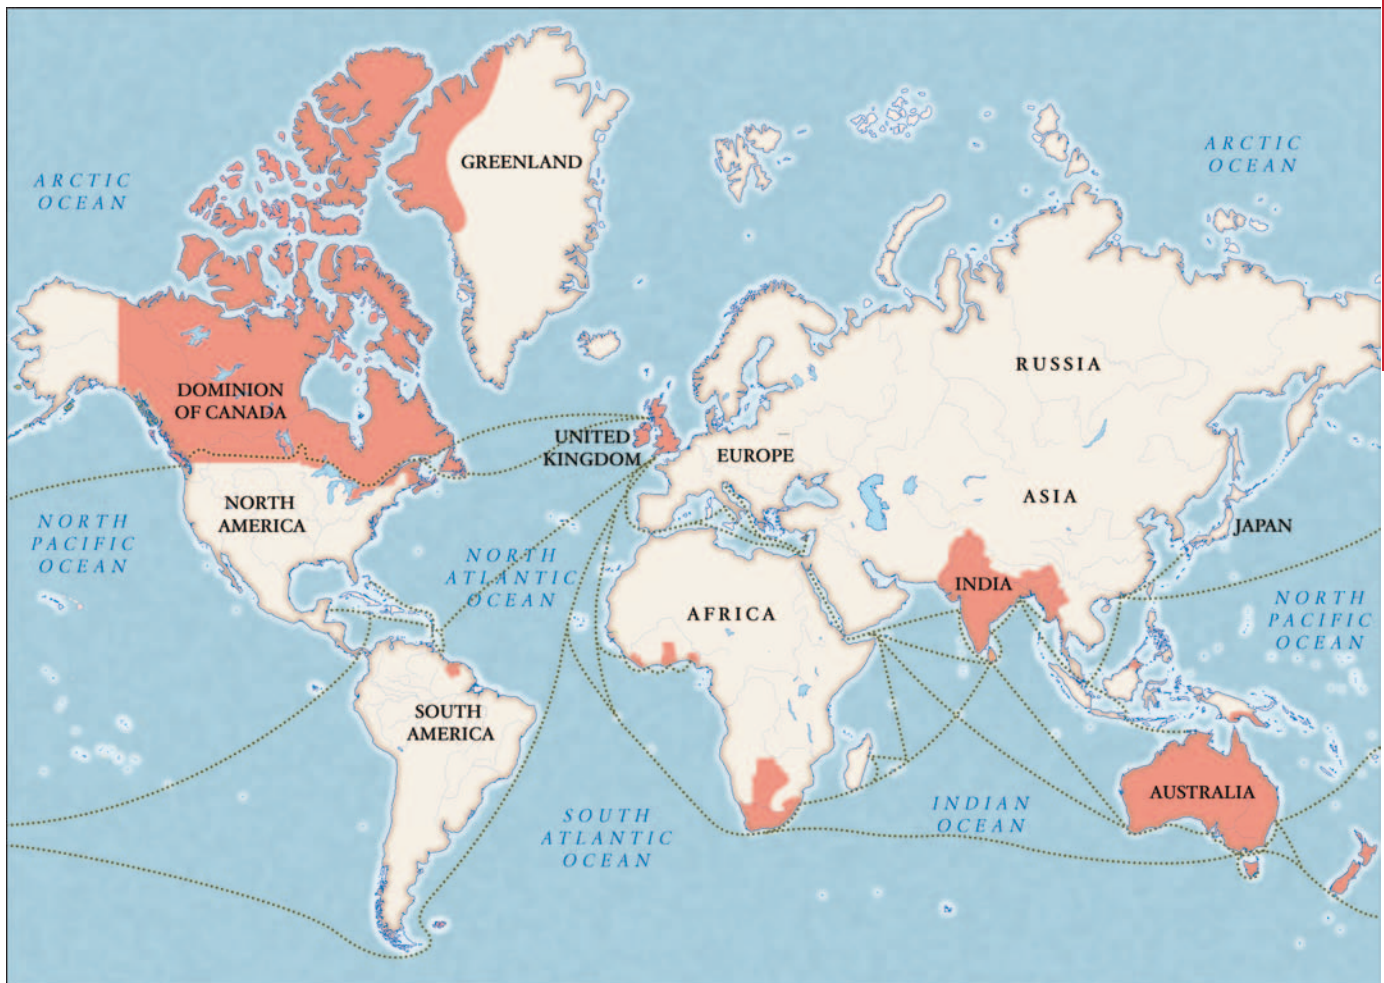 ARCTIC
OCEAN
GREENLAND
ARCTIC
OCEAN
DOMINION
OF CANADA
RUSSIA
UNITED
KINGDOM
EUROPE
NORTH
AMERICA
ASIA
JAPAN
NORTH
PACIFIC
OCEAN
NORTH
ATLANTIC
OCEAN
AFRICA
INDIA
NORTH
PACIFIC
OCEAN
SOUTH
AMERICA
AUSTRALIA
SOUTH
ATLANTIC
OCEAN
INDIAN
OCEAN